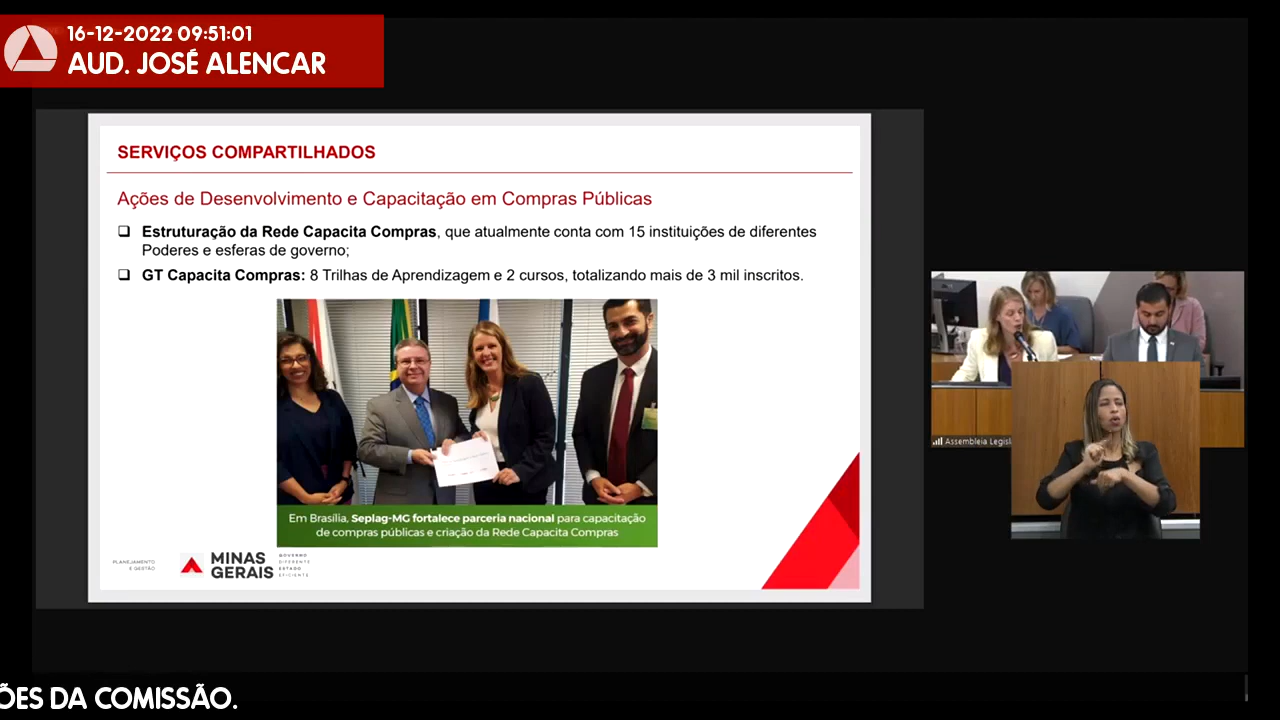 16-12-2022 09:51:01
AUD. JOSÉ ALENCAR
SERVIÇOS COMPARTILHADOS
Ações de Desenvolvimento e Capacitação em Compras Públicas
Estruturação da Rede Capacita Compras, que atualmente conta com 15 instituições de diferentes
Poderes e esferas de governo;
GT Capacita Compras: 8 Trilhas de Aprendizagem e 2 cursos, totalizando mais de 3 mil inscritos.
Em Brasília, Seplag-MG fortalece parceria nacional para capacitação
de compras públicas e criação da Rede Capacita Compras
PLANEJAMENTO
E GESTÃO
MINAS
GERAIS
GOVERNO
DIFERENTE
ESTADO
EFICIENTE
Assembleia Legisl
ÕES DA COMISSÃO.